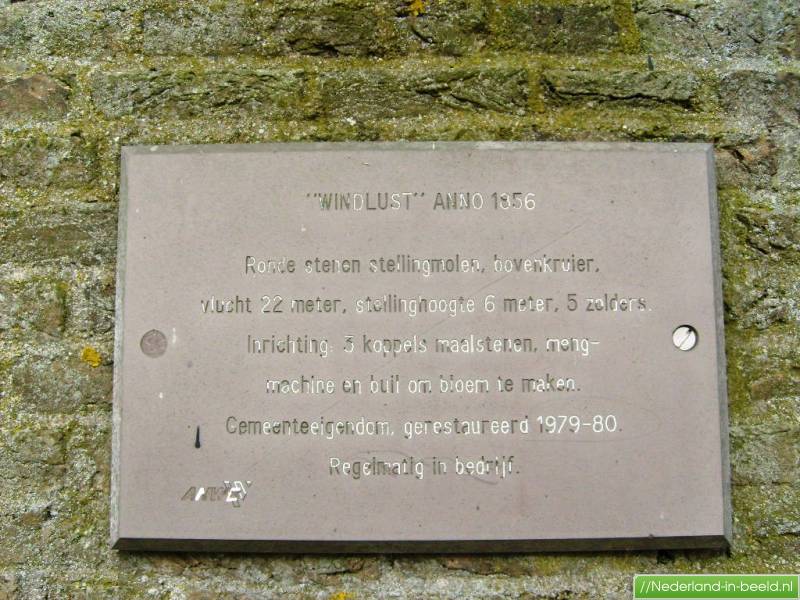 "WINDLUST" ANNO 1856
Ronde stenen stellingmolen, bovenkruier,
vlucht 22 meter, stellinghoogte 6 meter, 5 zolders.
Inrichting: 3 koppels maalstenen, meng-
machine en buil om bloem te maken.
Gemeenteeigendom, gerestaureerd 1979-80.
Regelmatig in bedrijf.
ANWB
//Nederland-in-beeld.nl